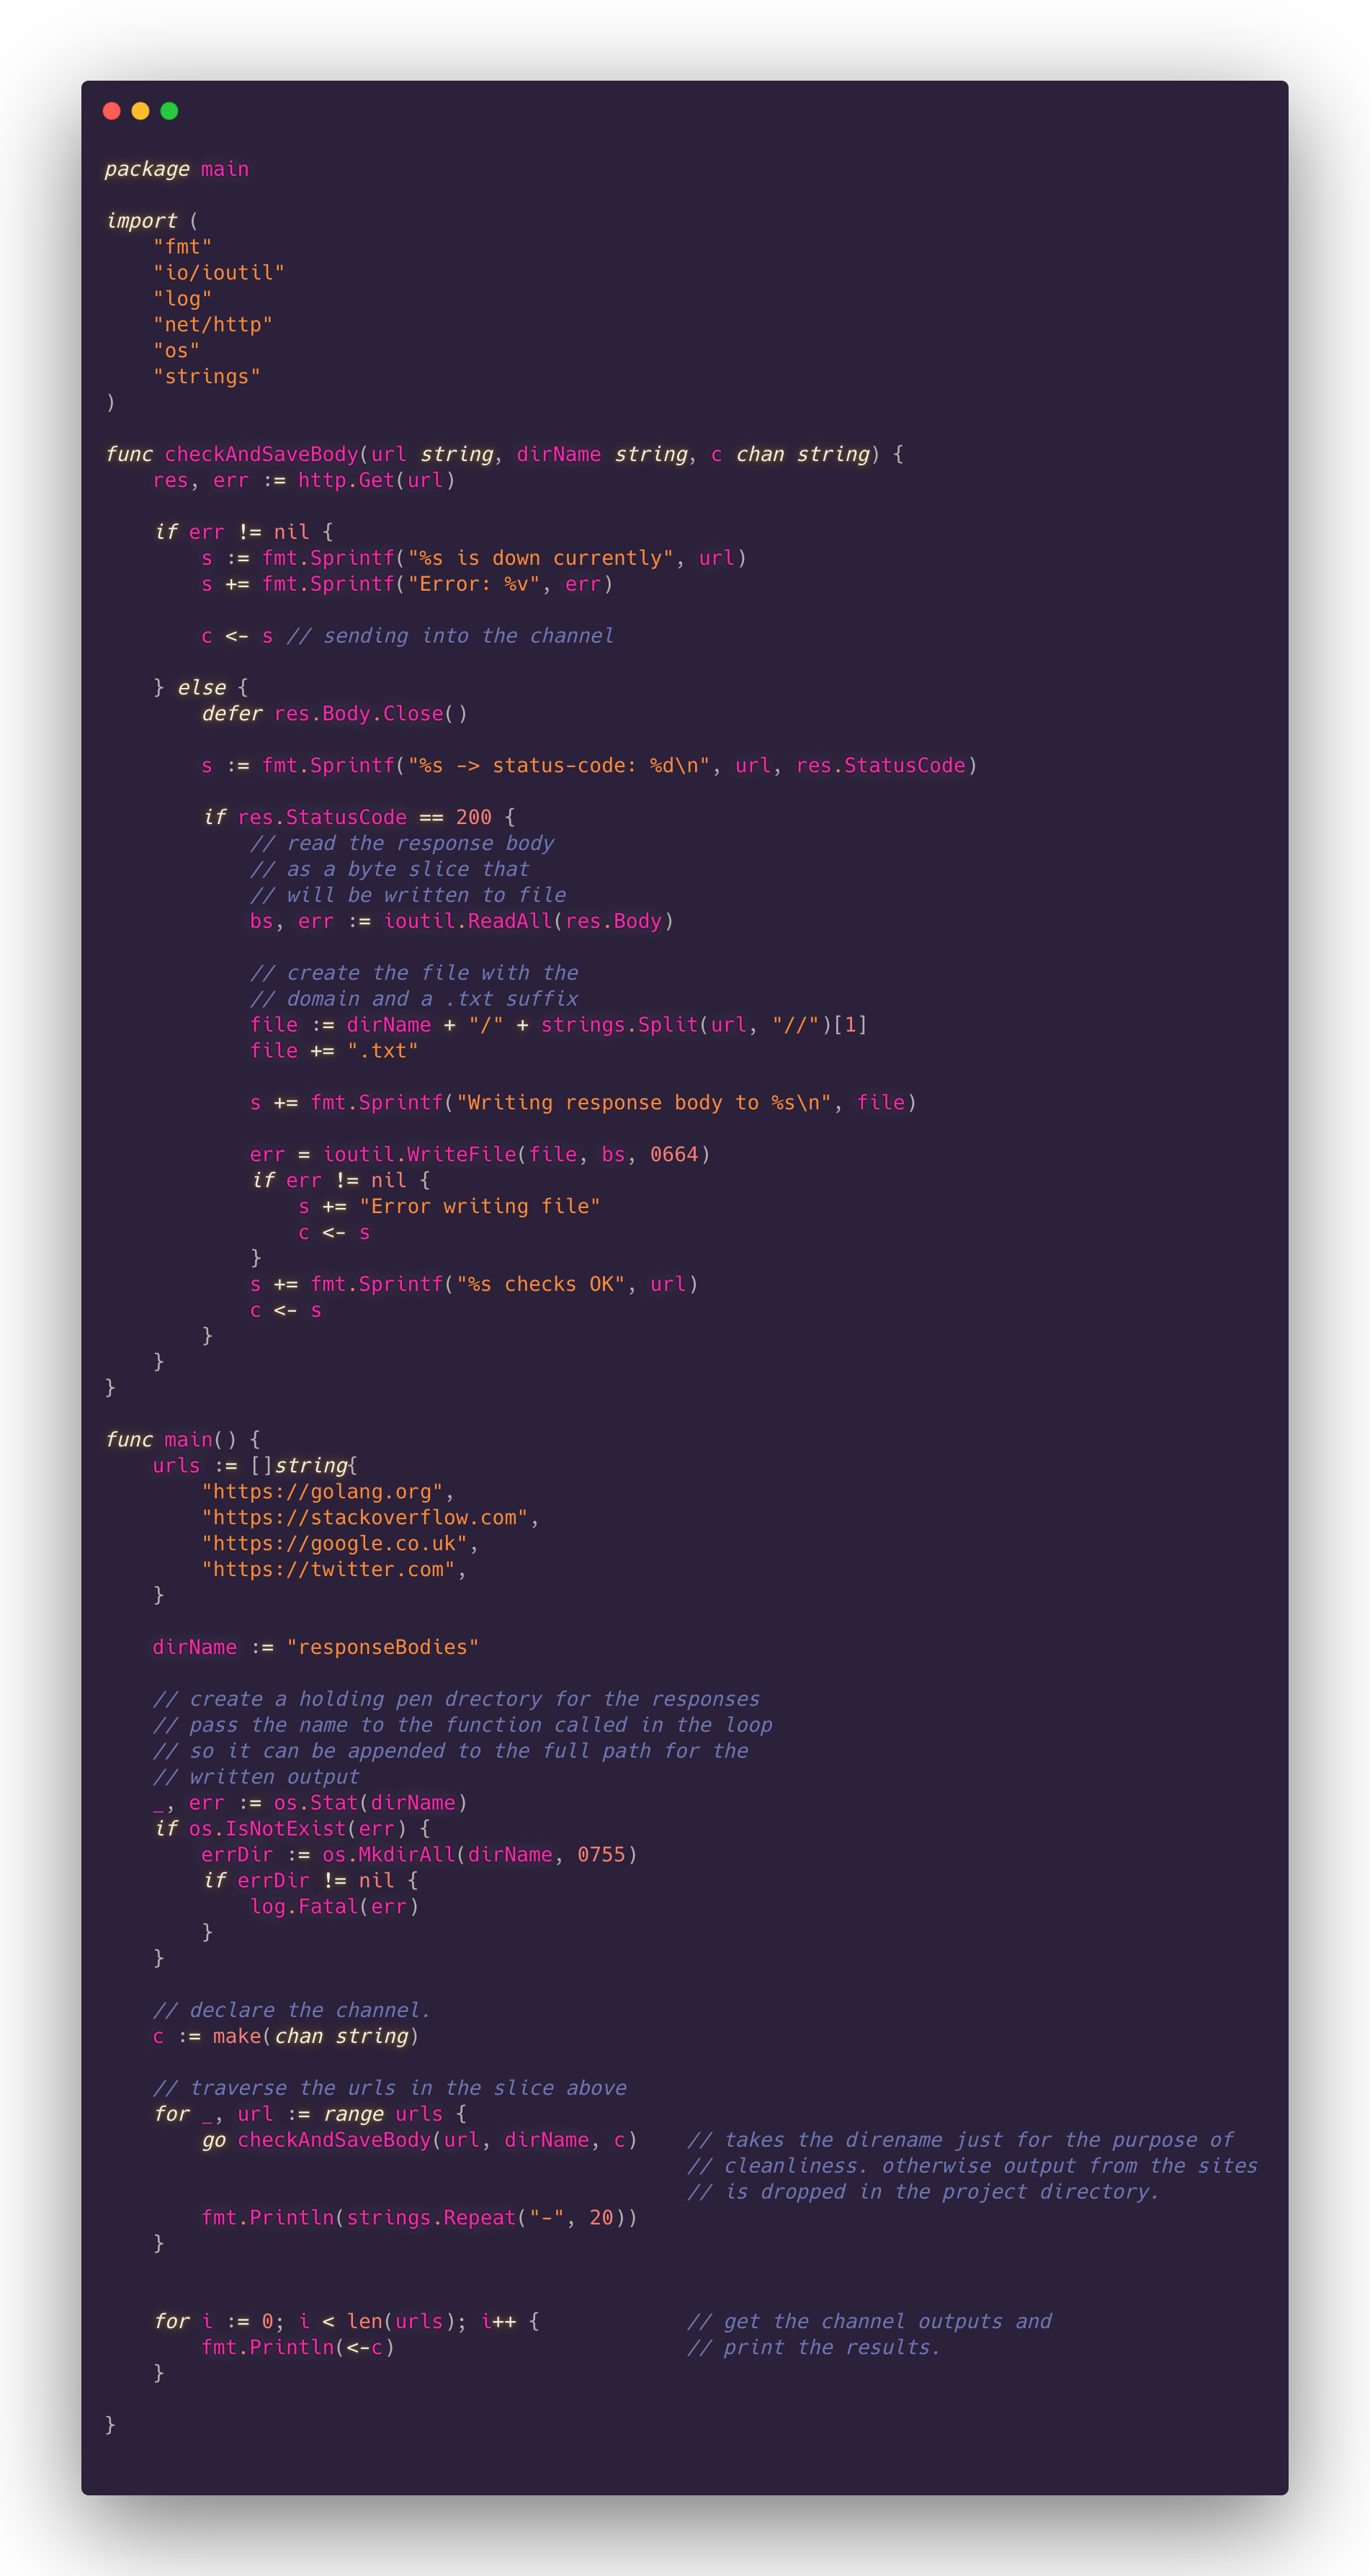 package main

import (
    "fmt"
    "io/ioutil"
    "log"
    "net/http"
    "os"
    "strings"
)

func checkAndSaveBody(url string, dirName string, c chan string) {
    res, err := http.Get(url)

    if err != nil {
        s := fmt.Sprintf("%s is down currently", url)
        s += fmt.Sprintf("Error: %v", err)

        c <- s // sending into the channel

    } else {
        defer res.Body.Close()

        s := fmt.Sprintf("%s -> status-code: %d\n", url, res.StatusCode)

        if res.StatusCode == 200 {
            // read the response body
            // as a byte slice that
            // will be written to file
            bs, err := ioutil.ReadAll(res.Body)

            // create the file with the
            // domain and a .txt suffix
            file := dirName + "/" + strings.Split(url, "//")[1]
            file += ".txt"

            s += fmt.Sprintf("Writing response body to %s\n", file)

            err = ioutil.WriteFile(file, bs, 0664)
            if err != nil {
                s += "Error writing file"
                c <- s
            }
            s += fmt.Sprintf("%s checks OK", url)
            c <- s
        }
    }
}

func main() {
    urls := []string{
        "https://golang.org",
        "https://stackoverflow.com",
        "https://google.co.uk",
        "https://twitter.com",
    }

    dirName := "responseBodies"

    // create a holding pen drectory for the responses
    // pass the name to the function called in the loop
    // so it can be appended to the full path for the
    // written output
    _, err := os.Stat(dirName)
    if os.IsNotExist(err) {
        errDir := os.MkdirAll(dirName, 0755)
        if errDir != nil {
            log.Fatal(err)
        }
    }

    // declare the channel.
    c := make(chan string)

    // traverse the urls in the slice above
    for _, url := range urls {
        go checkAndSaveBody(url, dirName, c)    // takes the direname just for the purpose of
                                                // cleanliness. otherwise output from the sites
                                                // is dropped in the project directory.
        fmt.Println(strings.Repeat("-", 20))
    }


    for i := 0; i < len(urls); i++ {            // get the channel outputs and
        fmt.Println(<-c)                        // print the results.
    }

}